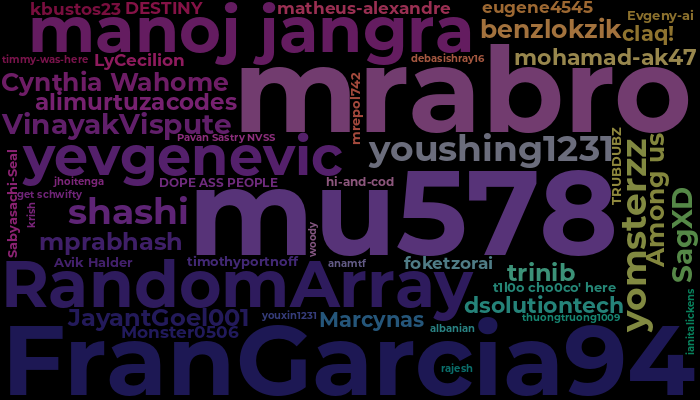 kbustos23
DESTINY
matheus-alexandre
eugene4545
Evgeny-ai
manoj jangra
benzlokzik
claq!
timmy-was-here
LyCecilion
debasishray16
mohamad-ak47
Cynthia Wahome
mrabro
mrepol742
alimurtuzacodes
VinayakVispute
Pavan Sastry NVSS
yevgenevic
youshing1231
TRUBDUBZ
yomsterzz
Among us
Sabyasachi-Seal
jhoitenga
DOPE ASS PEOPLE
hi-and-cod
mu578
SagXD
get schwifty
krish
shashi
woody
mprabhash
Avik Halder
timothyportnoff
anamtf
foketzorai
trinib
RandomArray
t1l0o cho0co' here
dsolutiontech
JayantGoel001
youxin1231
Marcynas
thuongtruong1009
ianitalickens
Monster0506
albanian
FranGarcia94
rajesh